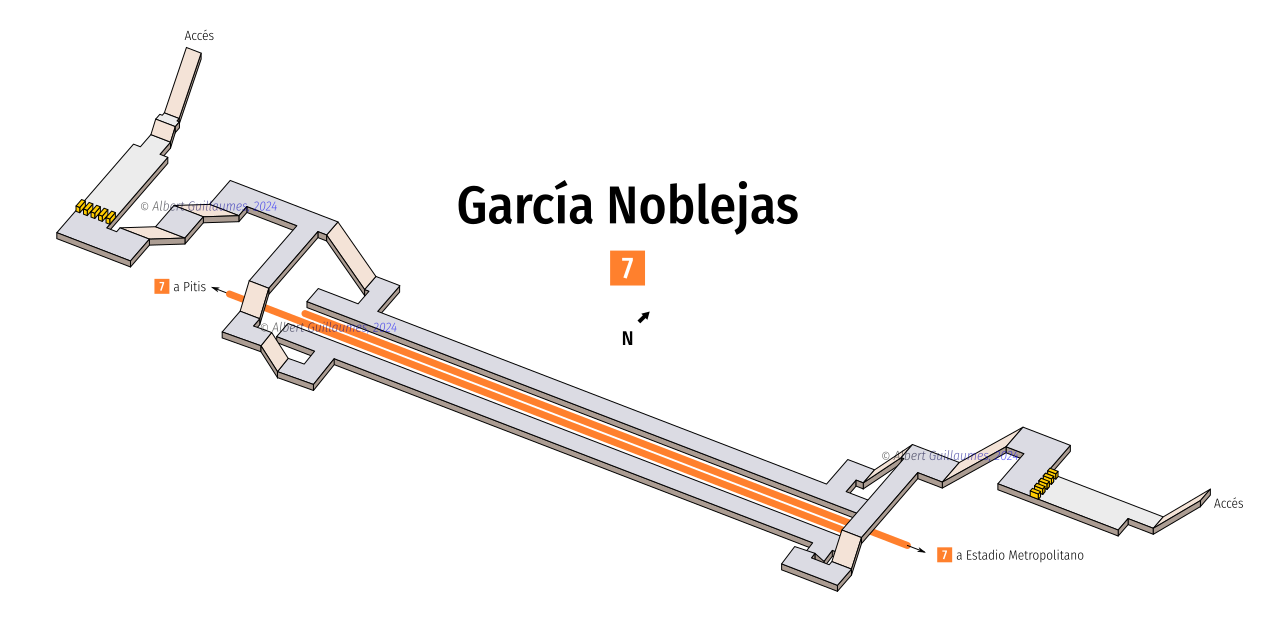 Accés
© Albert Guillaumes, 2024
García Noblejas
7
7 a Pitis
© Albert Guillaumes, 2024
N
© Albert Guillaumes, 2024
Accés
7 a Estadio Metropolitano